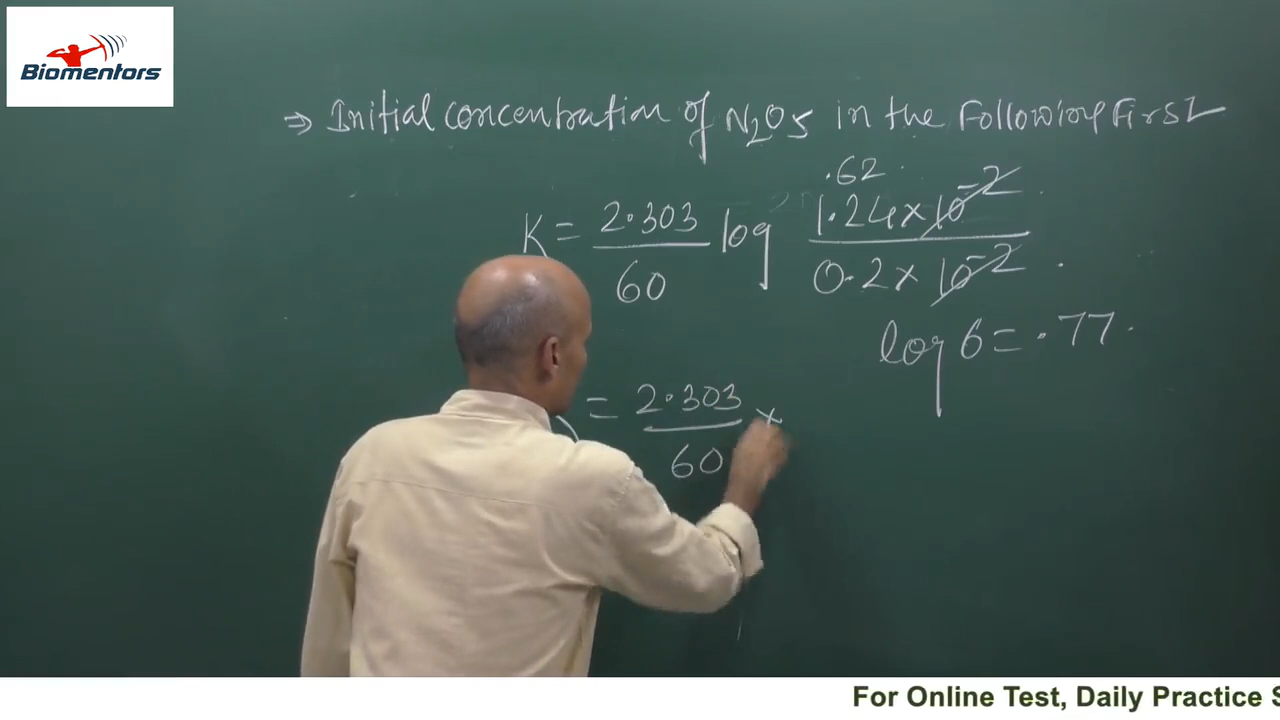 Biomentors
⇒ Initial concentration of N2O5 in the Following First
.62
K = 2.303 / 60 log 1.24 × 10^-2 / 0.2 × 10^-2
log 6 = .77
= 2.303 / 60 ×
For Online Test, Daily Practice S